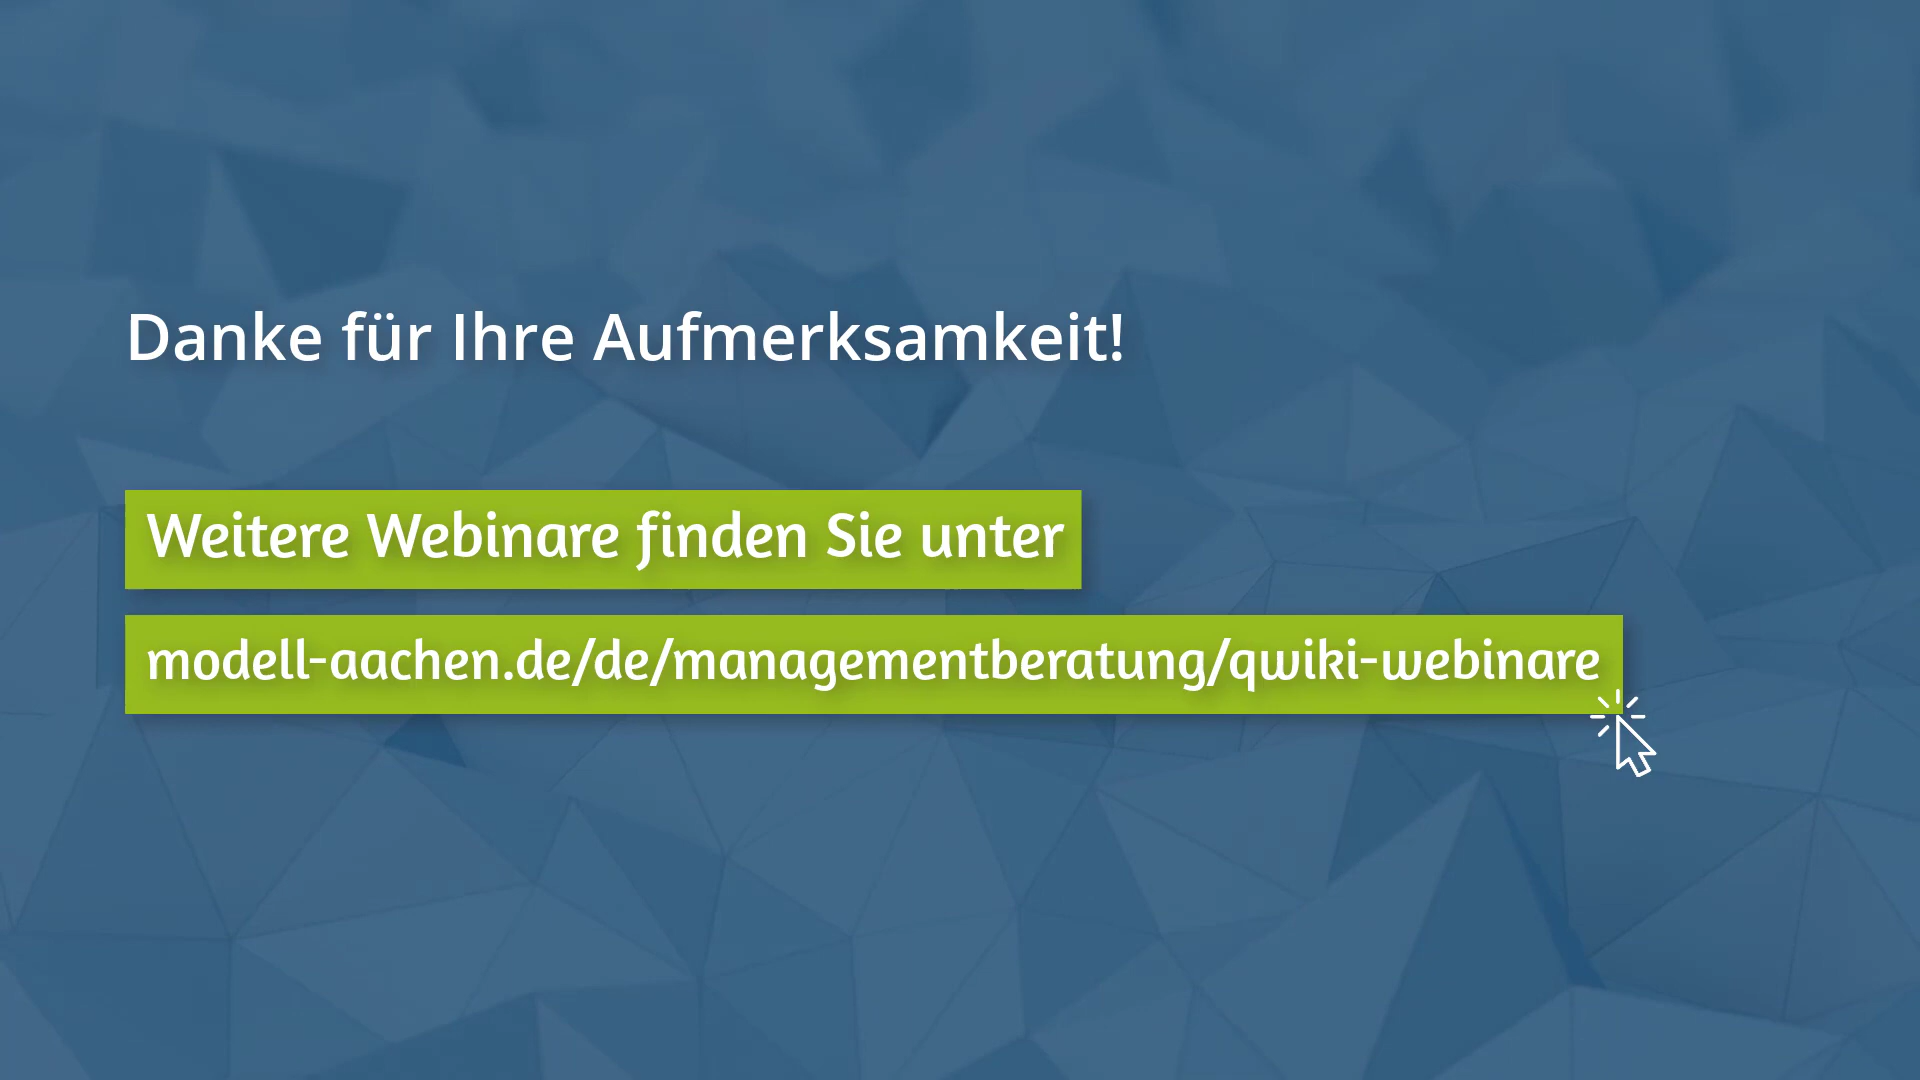 Danke für Ihre Aufmerksamkeit!
Weitere Webinare finden Sie unter
modell-aachen.de/de/managementberatung/qwiki-webinare